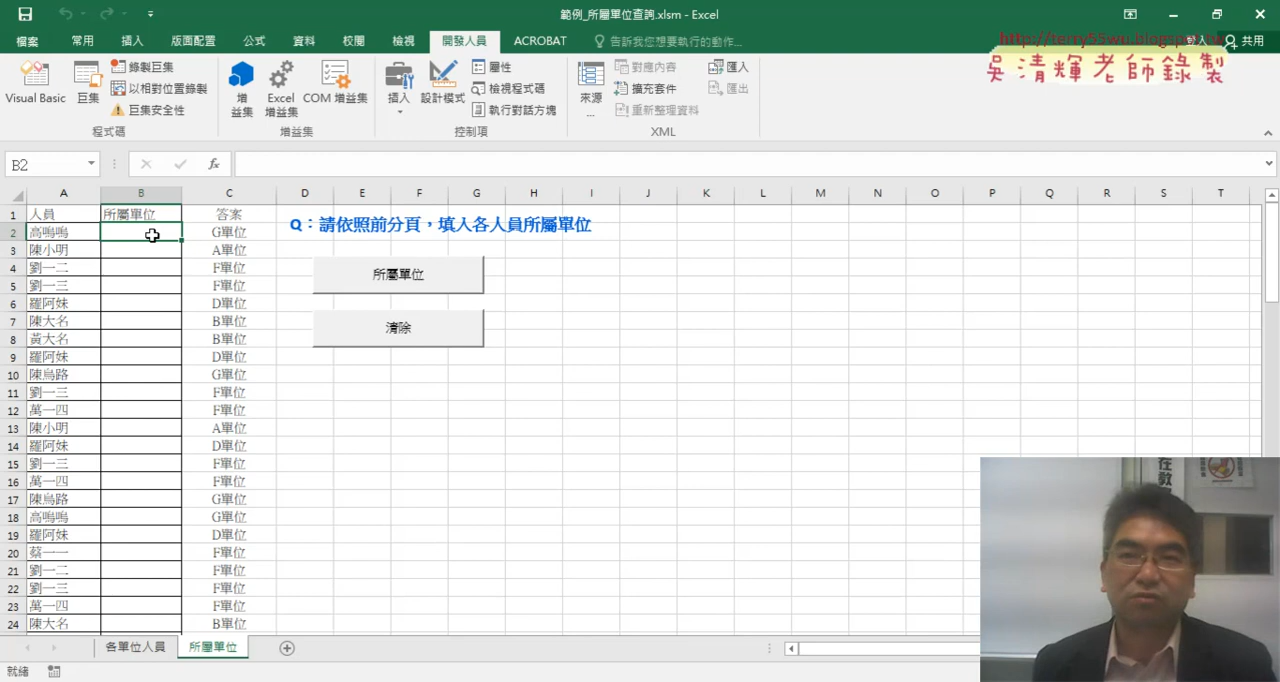 範例_所屬單位查詢.xlsm - Excel
檔案 常用 插入 版面配置 公式 資料 校閱 檢視 開發人員 ACROBAT 告訴我您想要執行的動作... 登入 共用
http://terry55wu.blogspot.tw
吳清輝老師錄製
Visual Basic 巨集 錄製巨集 以相對位置錄製 巨集安全性
增益集 Excel 增益集 COM 增益集
插入 設計模式 屬性 檢視程式碼 執行對話方塊
來源... 對應內容 擴充套件 重新整理資料 匯入 匯出
程式碼 增益集 控制項 XML
B2 fx
A B C D E F G H I J K L M N O P Q R S T
1 人員 所屬單位 答案
Q：請依照前分頁，填入各人員所屬單位
2 高嗚嗚 G單位
3 陳小明 A單位
4 劉一二 F單位
所屬單位
5 劉一三 F單位
6 羅阿妹 D單位
7 陳大名 B單位
清除
8 黃大名 B單位
9 羅阿妹 D單位
10 陳烏路 G單位
11 劉一三 F單位
12 萬一四 F單位
13 陳小明 A單位
14 羅阿妹 D單位
15 劉一三 F單位
16 萬一四 F單位
17 陳烏路 G單位
18 高嗚嗚 G單位
19 羅阿妹 D單位
20 蔡一一 F單位
21 劉一二 F單位
22 劉一三 F單位
23 萬一四 F單位
24 陳大名 B單位
在教
各單位人員 所屬單位
就緒